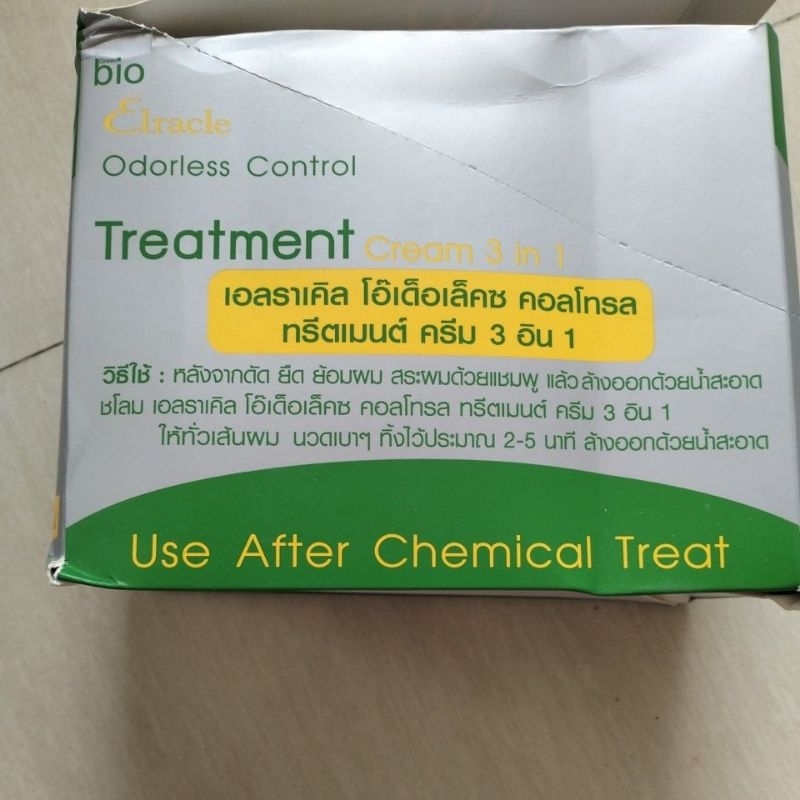 bio
Elracle
Odorless Control
Treatment Cream 3 in 1
เอลราเคิล โอ๊เด็อเล็คซ คอลโทรล
ทรีตเมนต์ ครีม 3 อิน 1
วิธีใช้ : หลังจากดัด ยืด ย้อมผม สระผมด้วยแชมพู แล้วล้างออกด้วยน้ำสะอาด
ชโลม เอลราเคิล โอ๊เด็อเล็คซ คอลโทรล ทรีตเมนต์ ครีม 3 อิน 1
ให้ทั่วเส้นผม นวดเบาๆ ทิ้งไว้ประมาณ 2-5 นาที ล้างออกด้วยน้ำสะอาด
Use After Chemical Treat